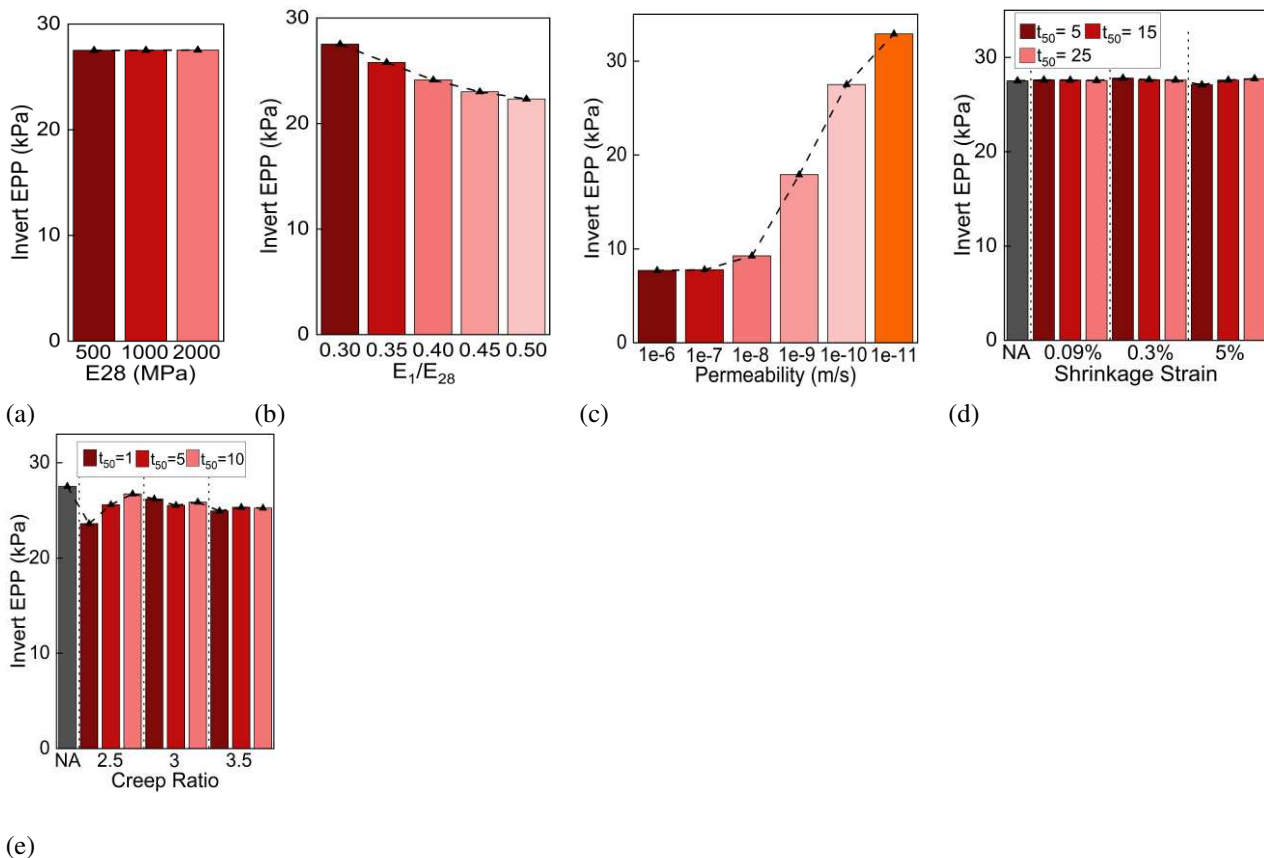 30
20
10
0
Invert EPP (kPa)
500 1000 2000
E28 (MPa)
(a)
30
20
10
0
Invert EPP (kPa)
0.30 0.35 0.40 0.45 0.50
E₁/E₂₈
(b)
30
20
10
0
Invert EPP (kPa)
1e-6 1e-7 1e-8 1e-9 1e-10 1e-11
Permeability (m/s)
(c)
t₅₀= 5 t₅₀= 15
t₅₀= 25
30
20
10
0
Invert EPP (kPa)
NA 0.09% 0.3% 5%
Shrinkage Strain
(d)
t₅₀=1 t₅₀=5 t₅₀=10
30
20
10
0
Invert EPP (kPa)
NA 2.5 3 3.5
Creep Ratio
(e)